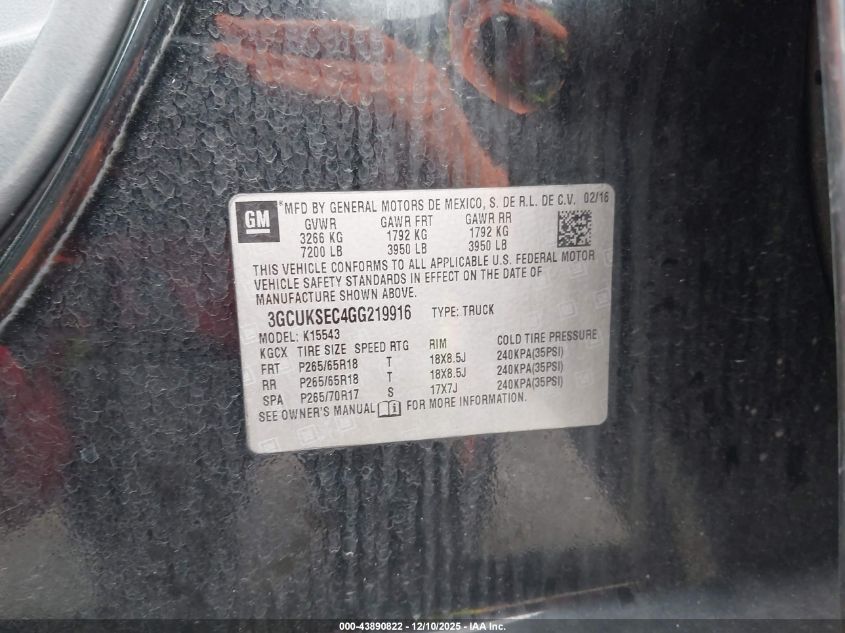 GM
*MFD BY GENERAL MOTORS DE MEXICO, S. DE R.L. DE C.V. 02/16
GVWR GAWR FRT GAWR RR
3266 KG 1792 KG 1792 KG
7200 LB 3950 LB 3950 LB
THIS VEHICLE CONFORMS TO ALL APPLICABLE U.S. FEDERAL MOTOR
VEHICLE SAFETY STANDARDS IN EFFECT ON THE DATE OF
MANUFACTURE SHOWN ABOVE.
3GCUKSEC4GG219916 TYPE: TRUCK
MODEL: K15543
KGCX TIRE SIZE SPEED RTG RIM COLD TIRE PRESSURE
FRT P265/65R18 T 18X8.5J 240KPA(35PSI)
RR P265/65R18 T 18X8.5J 240KPA(35PSI)
SPA P265/70R17 S 17X7J 240KPA(35PSI)
SEE OWNER'S MANUAL FOR MORE INFORMATION.
000-43890822 - 12/10/2025 - IAA Inc.